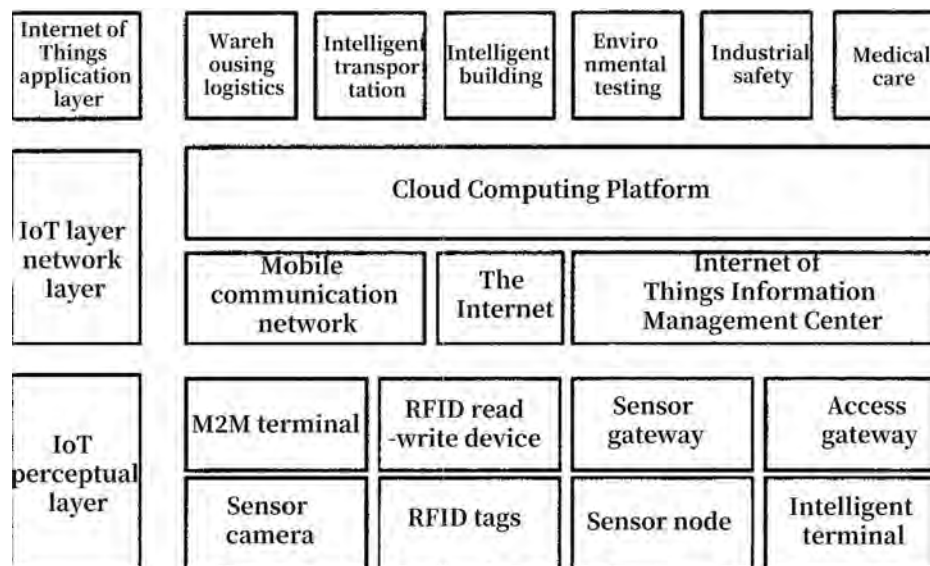 Internet of
Things
application
layer
Wareh
ousing
logistics
Intelligent
transpor
tation
Intelligent
building
Enviro
nmental
testing
Industrial
safety
Medical
care
IoT layer
network
layer
Cloud Computing Platform
Mobile
communication
network
The
Internet
Internet of
Things Information
Management Center
IoT
perceptual
layer
M2M terminal
RFID read
-write device
Sensor
gateway
Access
gateway
Sensor
camera
RFID tags
Sensor node
Intelligent
terminal